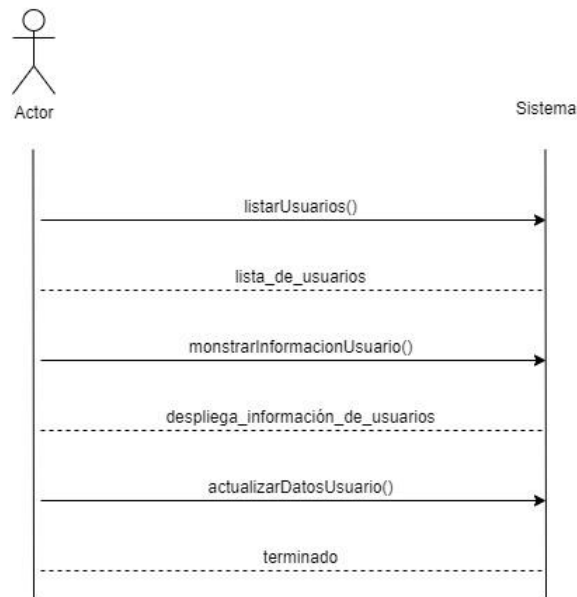 Actor
Sistema
listarUsuarios()
lista_de_usuarios
monstrarInformacionUsuario()
despliega_información_de_usuarios
actualizarDatosUsuario()
terminado